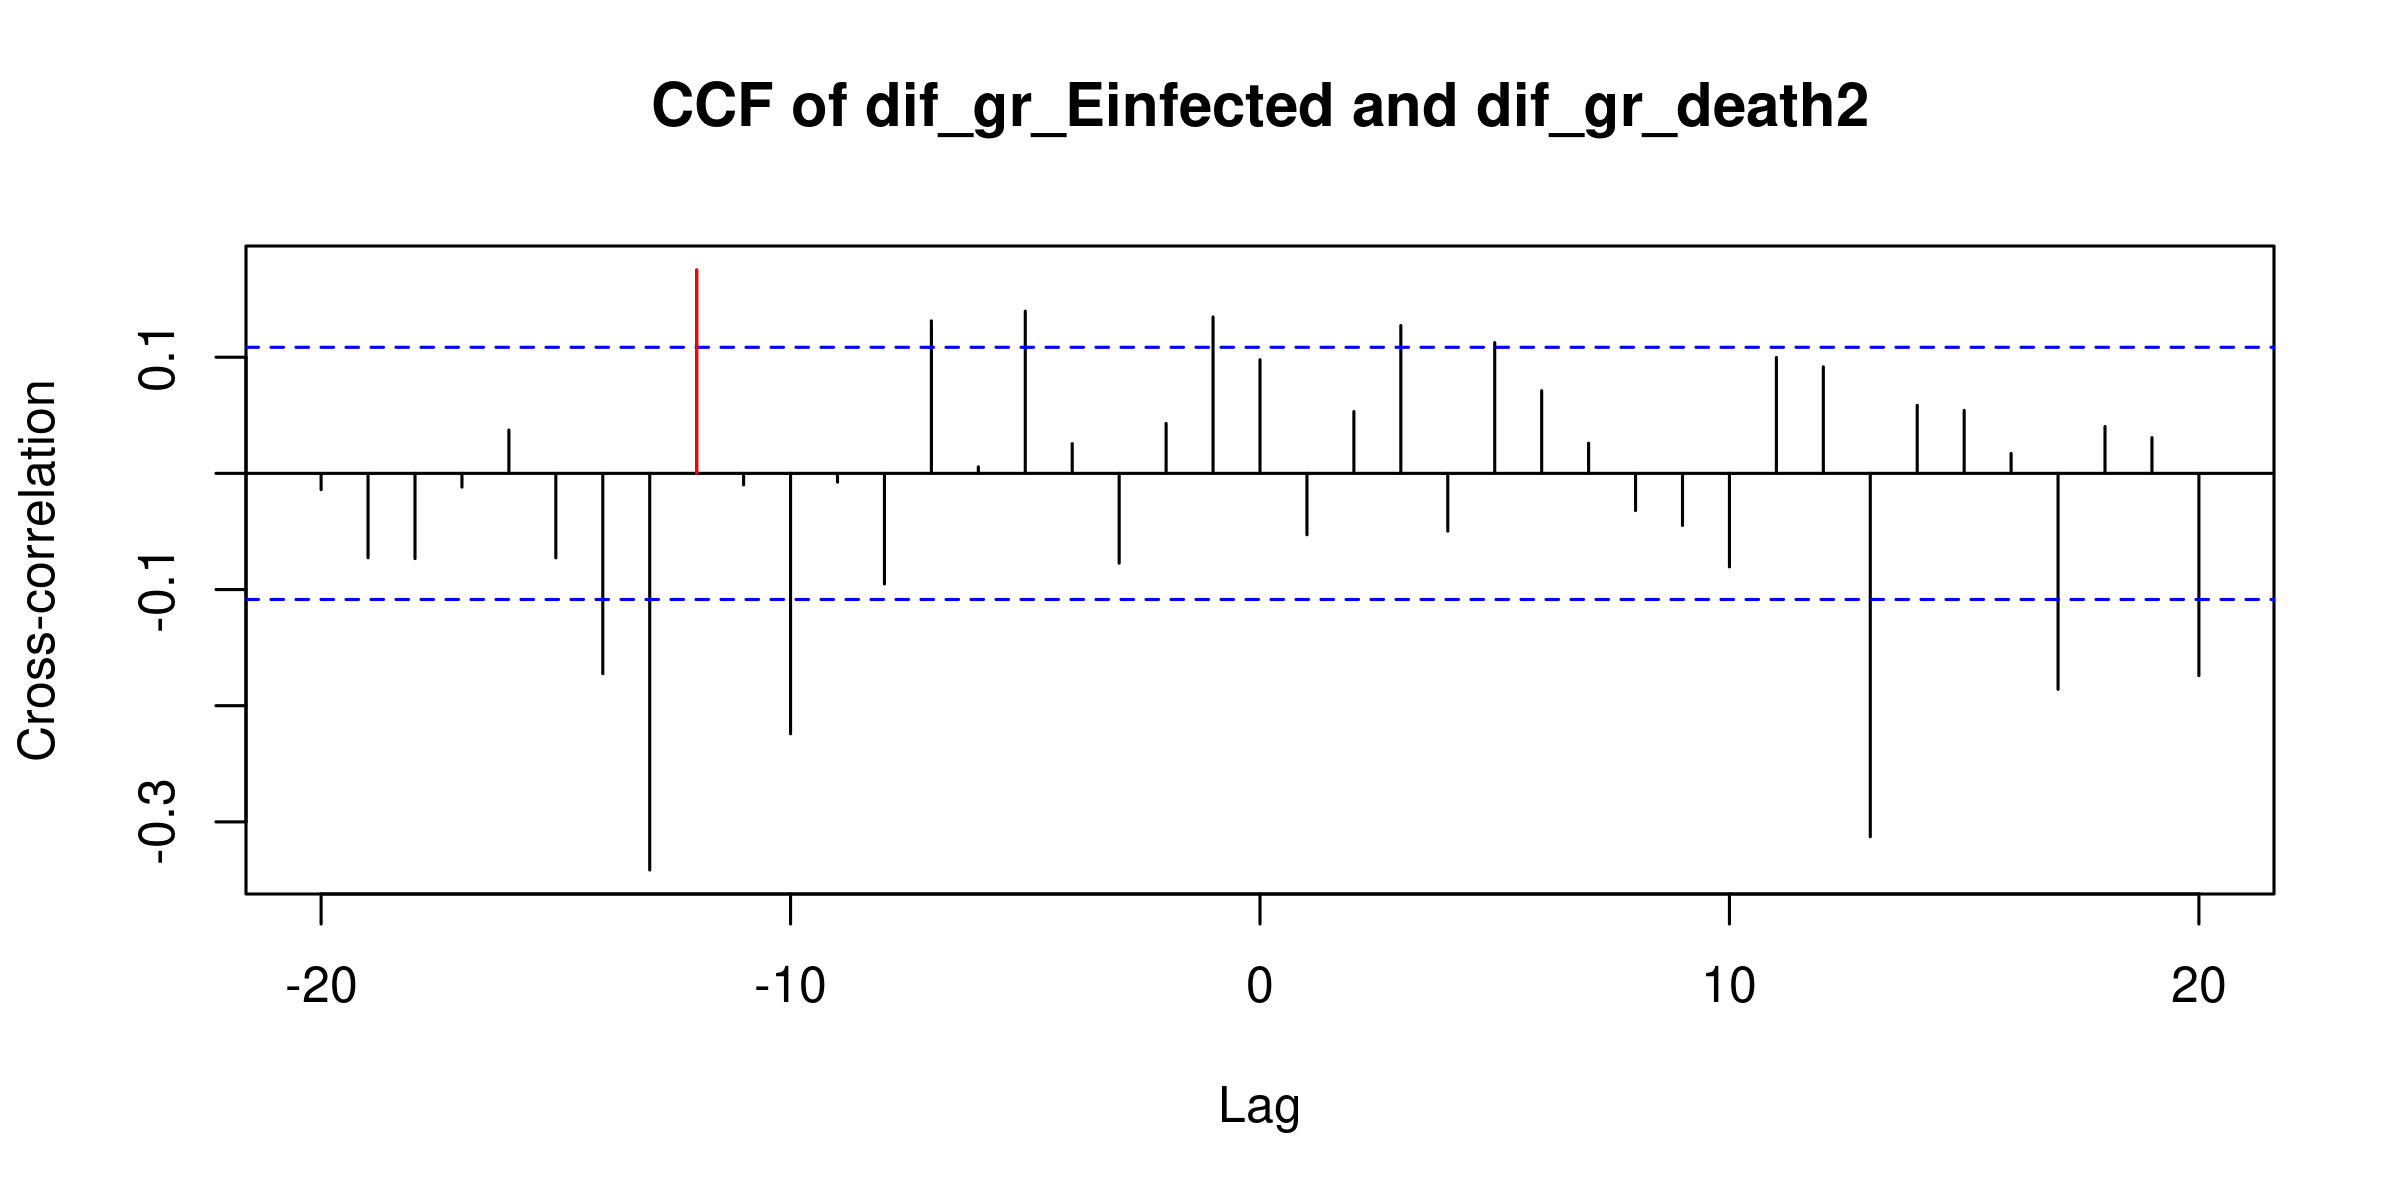 CCF of dif_gr_Einfected and dif_gr_death2
Cross-correlation
0.1
-0.1
-0.3
-20
-10
0
10
20
Lag